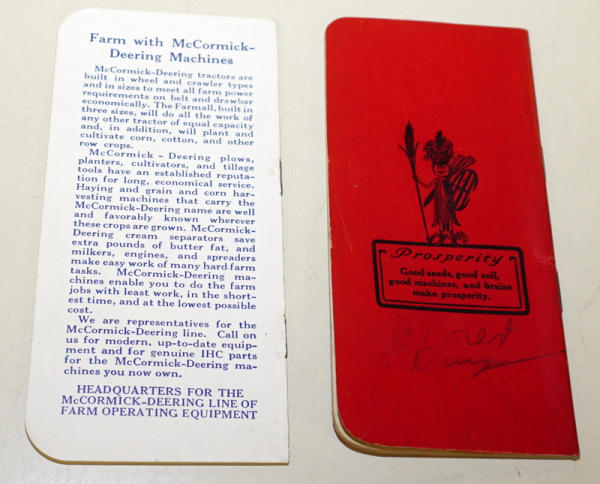 Farm with McCormick-
Deering Machines
McCormick-Deering tractors are
built in wheel and crawler types
and in sizes to meet all farm power
requirements on belt and drawbar
economically. The Farmall, built in
three sizes, will do all the work of
any other tractor of equal capacity
and, in addition, will plant and
cultivate corn, cotton, and other
row crops.
McCormick - Deering plows,
planters, cultivators, and tillage
tools have an established reputa-
tion for long, economical service.
Haying and grain and corn har-
vesting machines that carry the
McCormick-Deering name are well
and favorably known wherever
these crops are grown. McCormick-
Deering cream separators save
extra pounds of butter fat, and
milkers, engines, and spreaders
make easy work of many hard farm
tasks. McCormick-Deering ma-
chines enable you to do the farm
jobs with least work, in the short-
est time, and at the lowest possible
cost.
We are representatives for the
McCormick-Deering line. Call on
us for modern, up-to-date equip-
ment and for genuine IHC parts
for the McCormick-Deering ma-
chines you now own.
HEADQUARTERS FOR THE
McCORMICK-DEERING LINE OF
FARM OPERATING EQUIPMENT
Prosperity
Good seeds, good soil,
good machines, and brains
make prosperity.